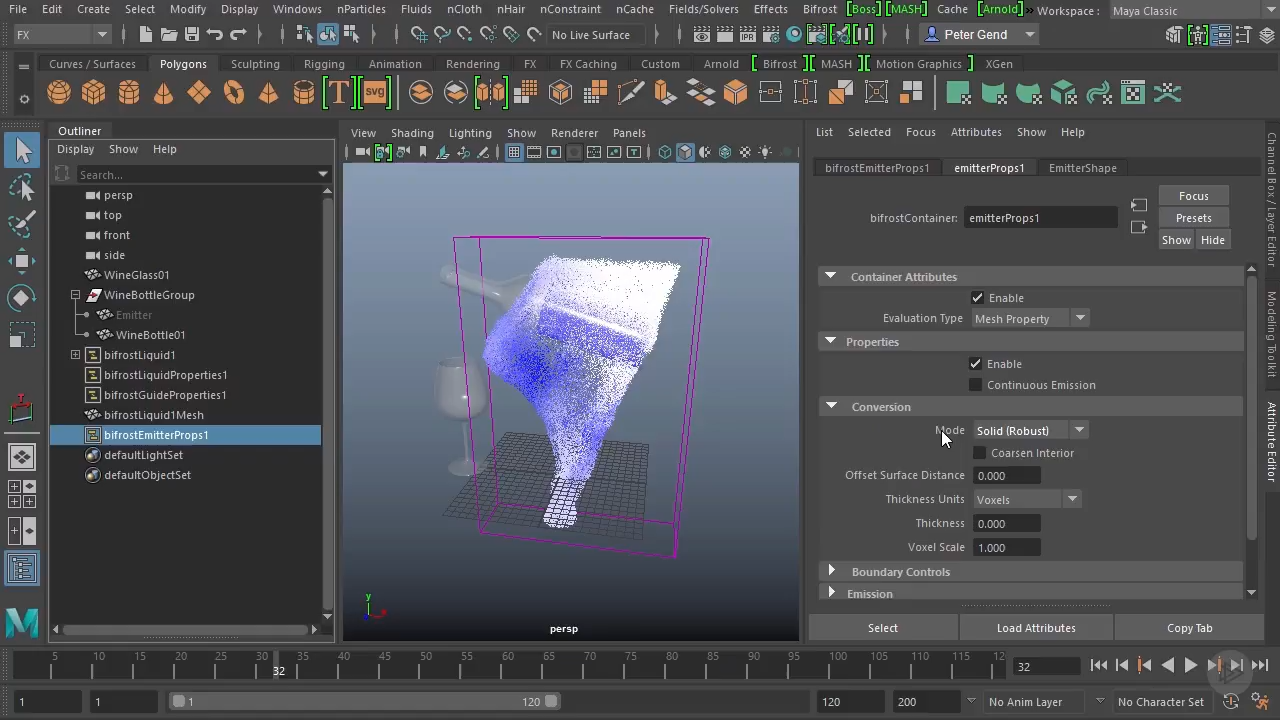 File Edit Create Select Modify Display Windows nParticles Fluids nCloth nHair nConstraint nCache Fields/Solvers Effects Bifrost [Boss] [MASH] Cache [Arnold] Workspace : Maya Classic
FX No Live Surface Peter Gend
Curves / Surfaces Polygons Sculpting Rigging Animation Rendering FX FX Caching Custom Arnold Bifrost MASH Motion Graphics XGen
T SVG
Outliner
Display Show Help
Search...
persp
top
front
side
WineGlass01
WineBottleGroup
Emitter
WineBottle01
bifrostLiquid1
bifrostLiquidProperties1
bifrostGuideProperties1
bifrostLiquid1Mesh
bifrostEmitterProps1
defaultLightSet
defaultObjectSet
View Shading Lighting Show Renderer Panels
y
persp
List Selected Focus Attributes Show Help
bifrostEmitterProps1 emitterProps1 EmitterShape
bifrostContainer: emitterProps1
Focus
Presets
Show Hide
Container Attributes
Enable
Evaluation Type Mesh Property
Properties
Enable
Continuous Emission
Conversion
Mode Solid (Robust)
Coarsen Interior
Offset Surface Distance 0.000
Thickness Units Voxels
Thickness 0.000
Voxel Scale 1.000
Boundary Controls
Emission
Select Load Attributes Copy Tab
Channel Box / Layer Editor
Modeling Toolkit
Attribute Editor
5 10 15 20 25 30 35 40 45 50 55 60 65 70 75 80 85 90 95 100 105 110 115 12
32
32
1 1 1 120 120 200 No Anim Layer No Character Set